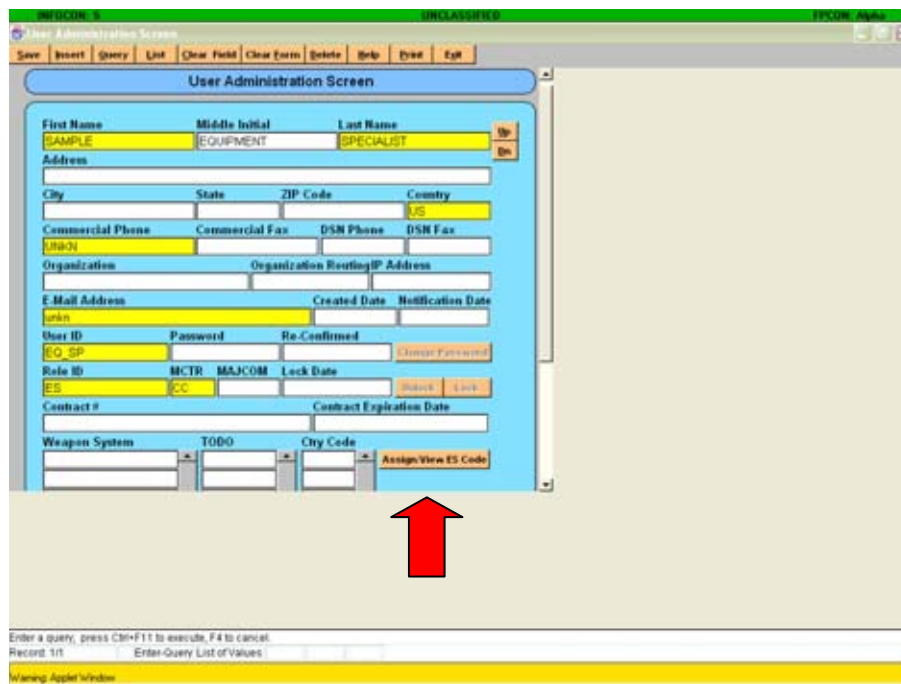 INFOCON: 5 UNCLASSIFIED FPCON: Alpha
User Administration Screen
Save Insert Query List Clear Field Clear Form Delete Help Print Exit
User Administration Screen
First Name Middle Initial Last Name
SAMPLE EQUIPMENT SPECIALIST
Up
Dn
Address
City State ZIP Code Country
US
Commercial Phone Commercial Fax DSN Phone DSN Fax
UNKN
Organization Organization Routing IP Address
E-Mail Address Created Date Notification Date
unkn
User ID Password Re-Confirmed
EQ_SP Change Password
Role ID MCTR MAJCOM Lock Date
ES CC Unlock Lock
Contract # Contract Expiration Date
Weapon System TODO Ctry Code
Assign/View ES Code
Enter a query; press Ctrl+F11 to execute, F4 to cancel.
Record: 1/1 Enter-Query List of Values
Warning: Applet Window